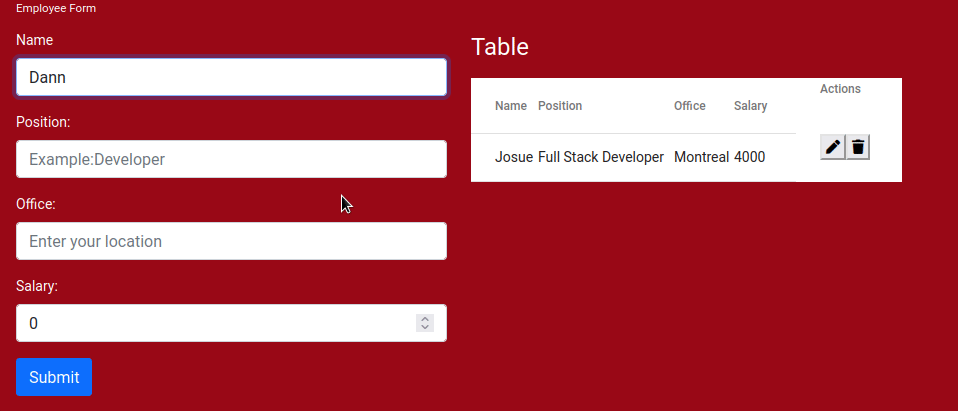 Employee Form
Name
Dann
Position:
Example:Developer
Office:
Enter your location
Salary:
0
Submit
Table
Name Position Office Salary Actions
Josue Full Stack Developer Montreal 4000